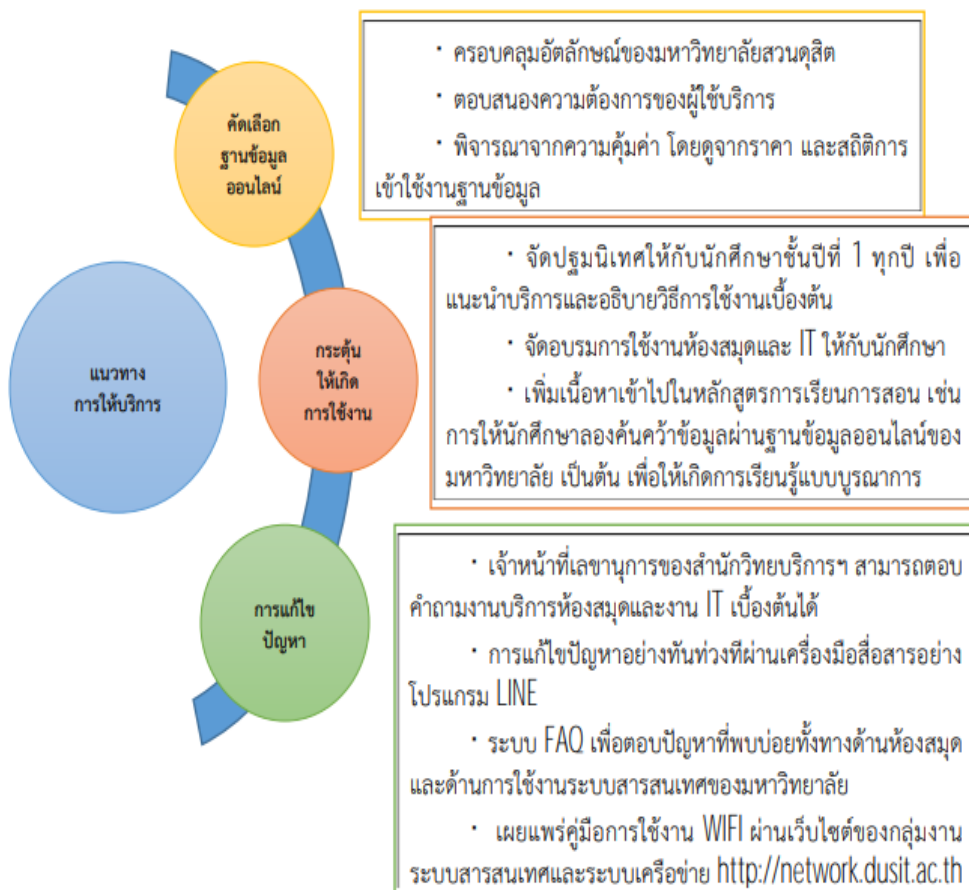 แนวทาง
การให้บริการ
คัดเลือก
ฐานข้อมูล
ออนไลน์
· ครอบคลุมอัตลักษณ์ของมหาวิทยาลัยสวนดุสิต
· ตอบสนองความต้องการของผู้ใช้บริการ
· พิจารณาจากความคุ้มค่า โดยดูจากราคา และสถิติการ
เข้าใช้งานฐานข้อมูล
กระตุ้น
ให้เกิด
การใช้งาน
· จัดปฐมนิเทศให้กับนักศึกษาชั้นปีที่ 1 ทุกปี เพื่อ
แนะนำบริการและอธิบายวิธีการใช้งานเบื้องต้น
· จัดอบรมการใช้งานห้องสมุดและ IT ให้กับนักศึกษา
· เพิ่มเนื้อหาเข้าไปในหลักสูตรการเรียนการสอน เช่น
การให้นักศึกษาลองค้นคว้าข้อมูลผ่านฐานข้อมูลออนไลน์ของ
มหาวิทยาลัย เป็นต้น เพื่อให้เกิดการเรียนรู้แบบบูรณาการ
การแก้ไข
ปัญหา
· เจ้าหน้าที่เลขานุการของสำนักวิทยบริการฯ สามารถตอบ
คำถามงานบริการห้องสมุดและงาน IT เบื้องต้นได้
· การแก้ไขปัญหาอย่างทันท่วงทีผ่านเครื่องมือสื่อสารอย่าง
โปรแกรม LINE
· ระบบ FAQ เพื่อตอบปัญหาที่พบบ่อยทั้งทางด้านห้องสมุด
และด้านการใช้งานระบบสารสนเทศของมหาวิทยาลัย
· เผยแพร่คู่มือการใช้งาน WIFI ผ่านเว็บไซต์ของกลุ่มงาน
ระบบสารสนเทศและระบบเครือข่าย http://network.dusit.ac.th